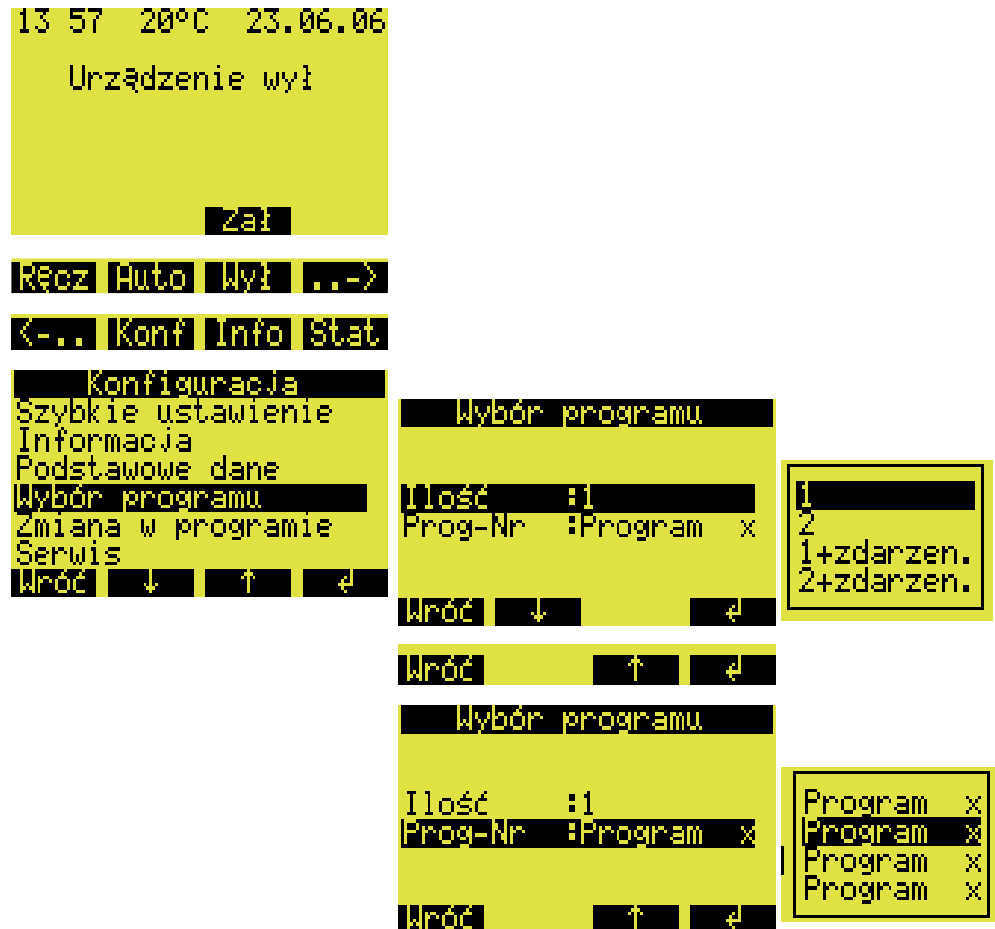 13 57 20°C 23.06.06
Urządzenie wył
Zał
Ręcz Auto Wył ..->
<-.. Konf Info Stat
Konfiguracja
Szybkie ustawienie
Informacja
Podstawowe dane
Wybór programu
Zmiana w programie
Serwis
Wróć ↓ ↑ ↲
Wybór programu
Ilość :1
Prog-Nr :Program x
Wróć ↓ ↲
1
2
1+zdarzen.
2+zdarzen.
Wróć ↑ ↲
Wybór programu
Ilość :1
Prog-Nr :Program x
Wróć ↑ ↲
Program x
Program x
Program x
Program x